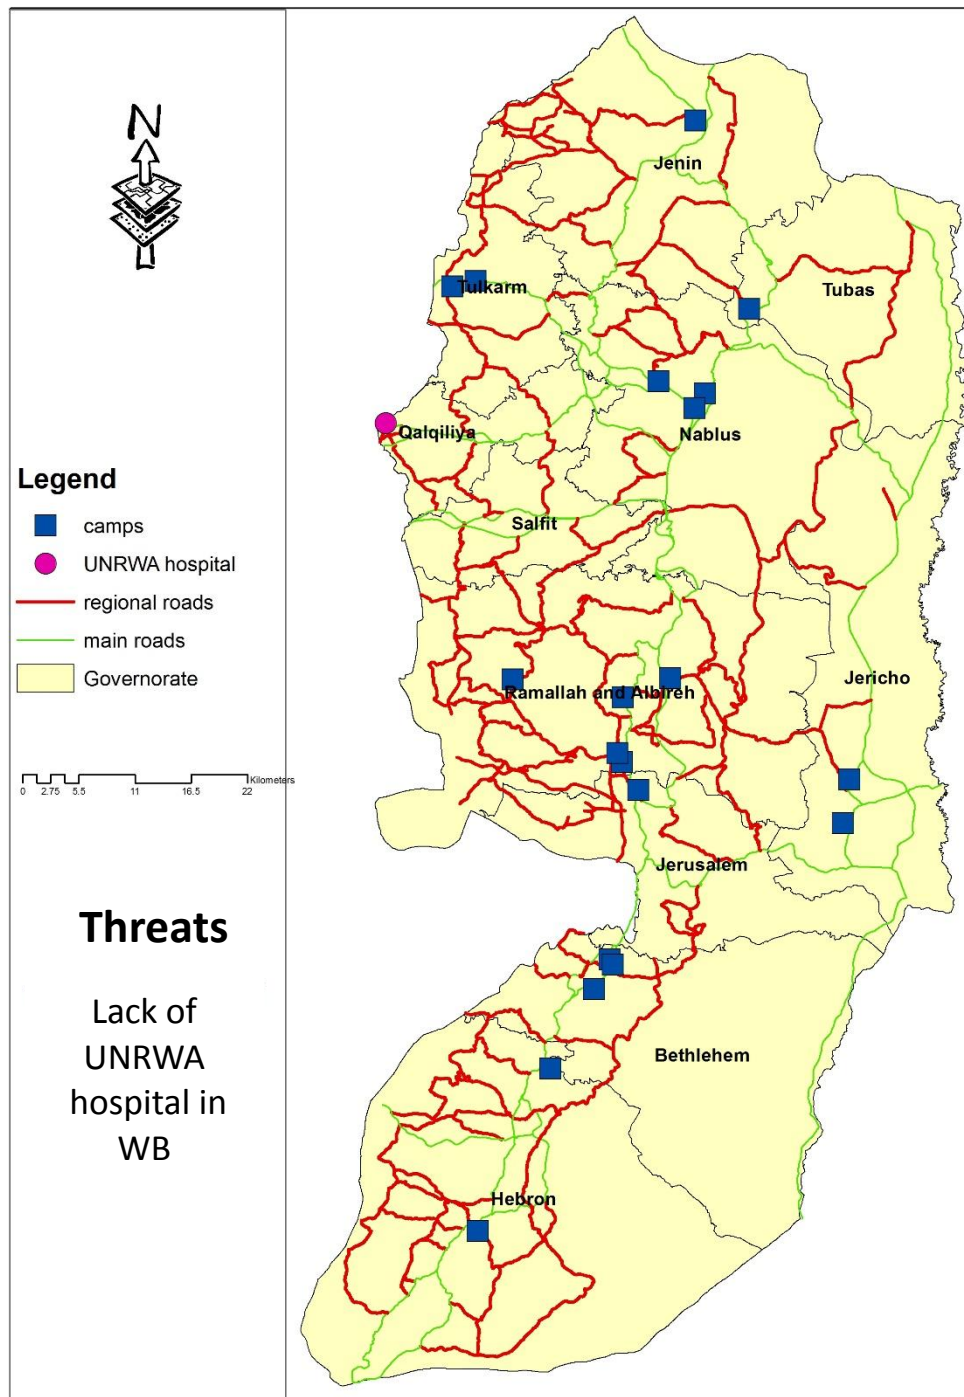 N
Legend
camps
UNRWA hospital
regional roads
main roads
Governorate
Kilometers
0 2.75 5.5 11 16.5 22
Threats
Lack of
UNRWA
hospital in
WB
Jenin
Tulkarm
Tubas
Qalqiliya
Nablus
Salfit
Ramallah and Albireh
Jericho
Jerusalem
Bethlehem
Hebron